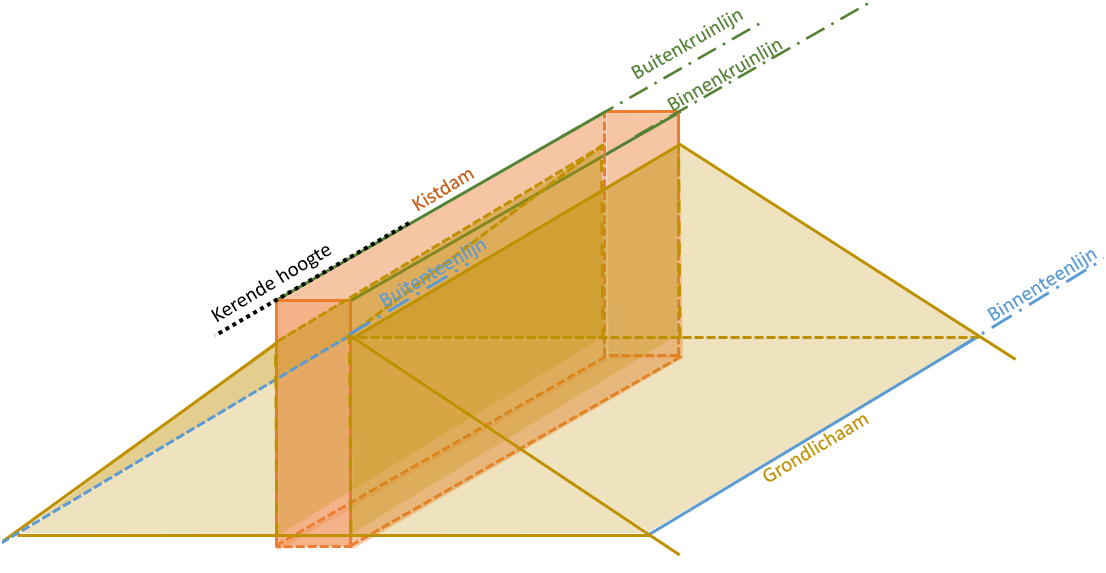 Buitenkruinlijn
Binnenkruinlijn
Kistdam
Kerende hoogte
Buitenteenlijn
Binnenteenlijn
Grondlichaam